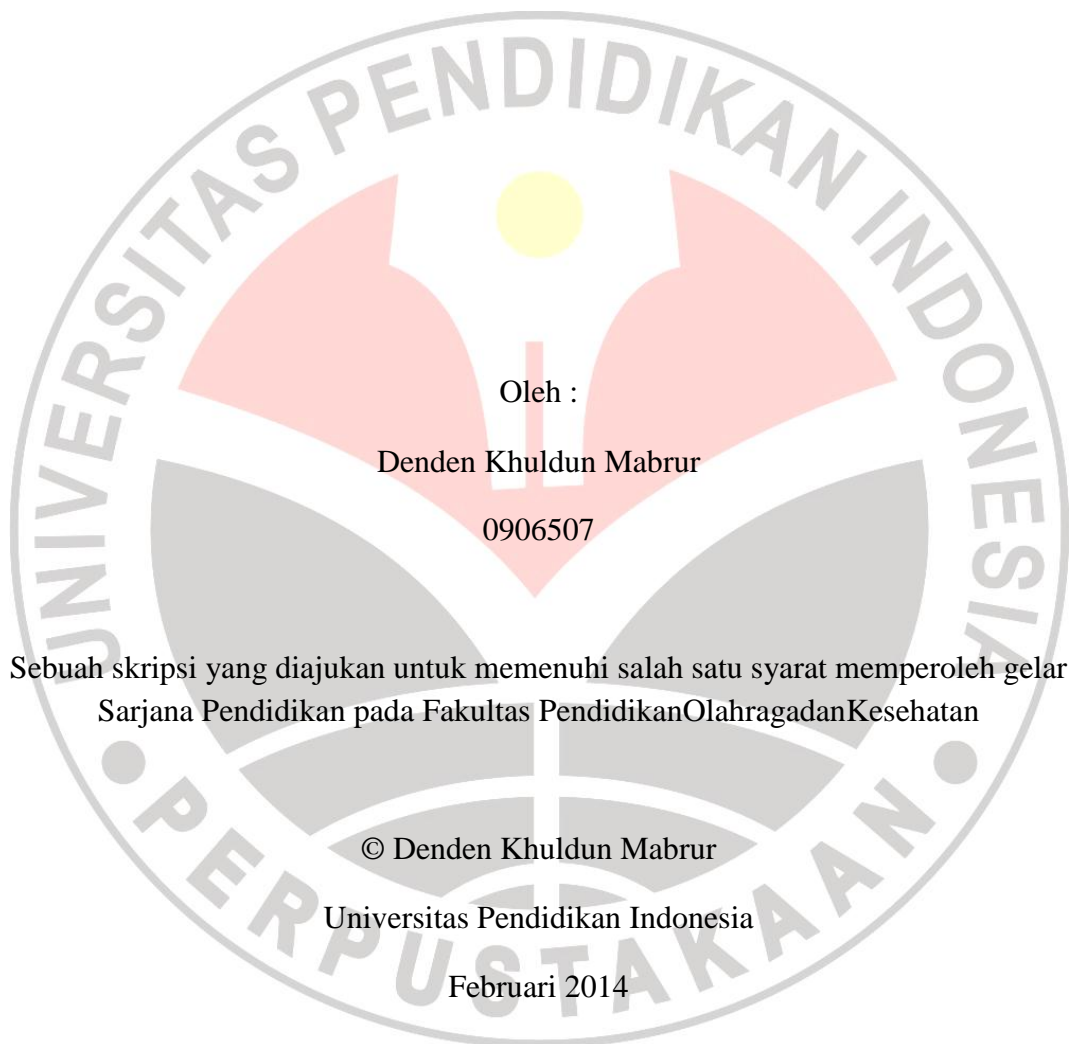 UNIVERSITAS PENDIDIKAN INDONESIA
Oleh :
Denden Khuldun Mabrur
0906507
Sebuah skripsi yang diajukan untuk memenuhi salah satu syarat memperoleh gelar
Sarjana Pendidikan pada Fakultas PendidikanOlahragadanKesehatan
© Denden Khuldun Mabrur
Universitas Pendidikan Indonesia
Februari 2014
PERPUSTAKAAN